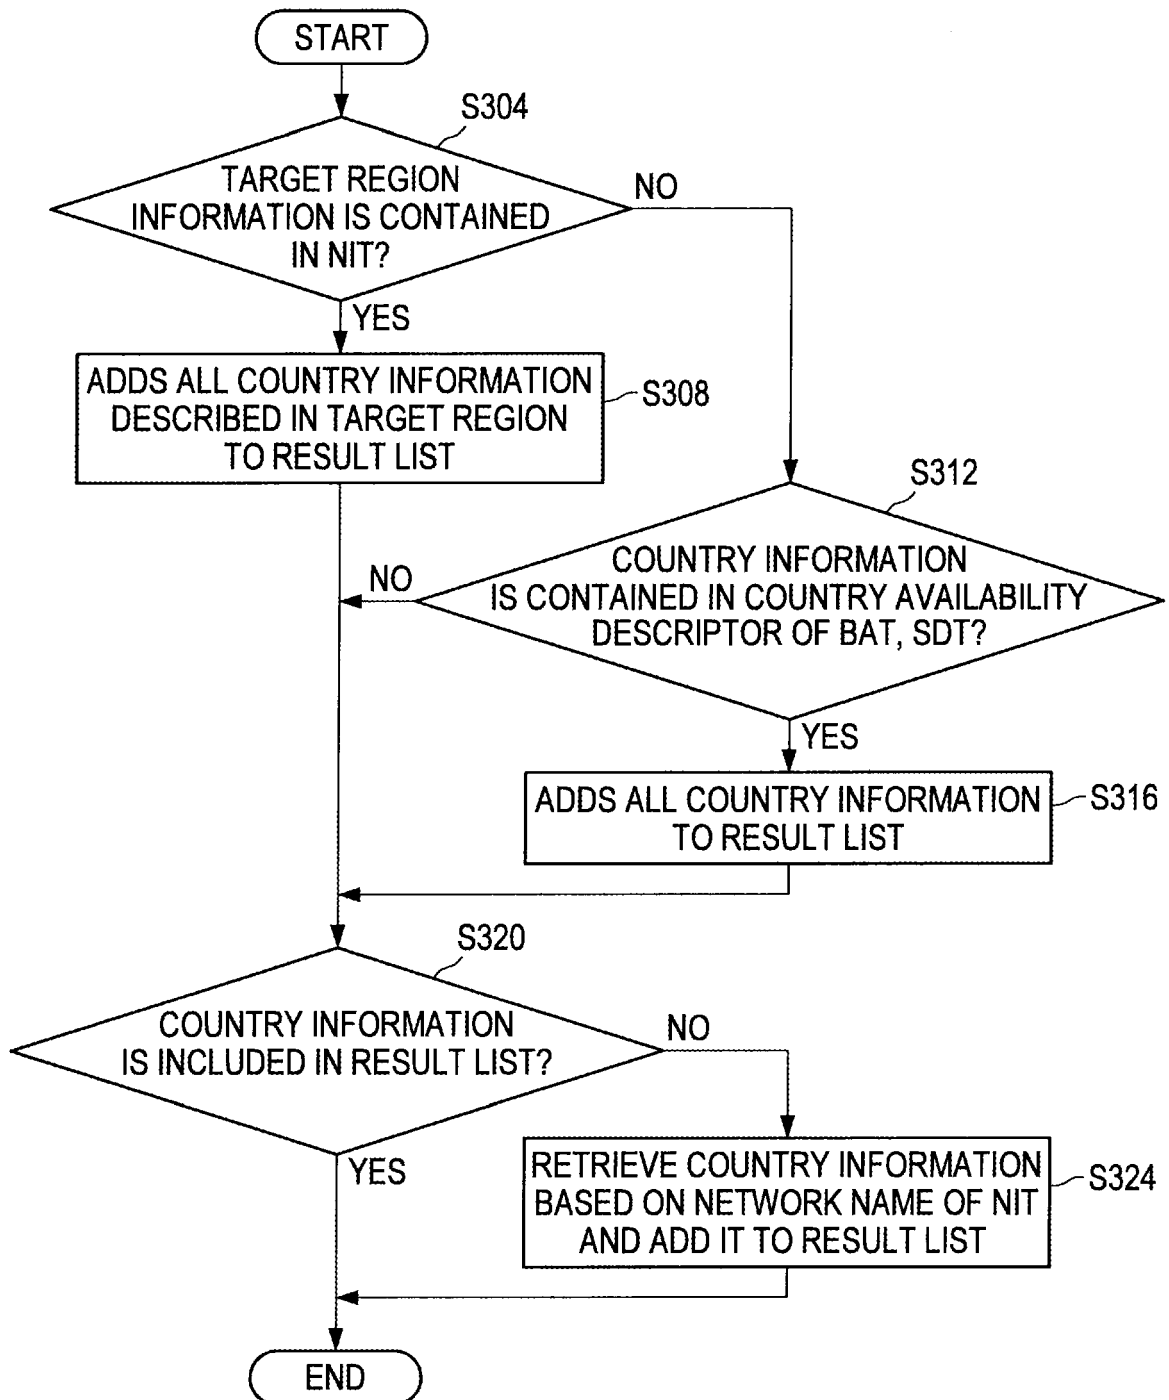 START
S304
TARGET REGION
INFORMATION IS CONTAINED
IN NIT?
NO
YES
ADDS ALL COUNTRY INFORMATION
DESCRIBED IN TARGET REGION
TO RESULT LIST
S308
S312
COUNTRY INFORMATION
IS CONTAINED IN COUNTRY AVAILABILITY
DESCRIPTOR OF BAT, SDT?
NO
YES
ADDS ALL COUNTRY INFORMATION
TO RESULT LIST
S316
S320
COUNTRY INFORMATION
IS INCLUDED IN RESULT LIST?
NO
YES
RETRIEVE COUNTRY INFORMATION
BASED ON NETWORK NAME OF NIT
AND ADD IT TO RESULT LIST
S324
END